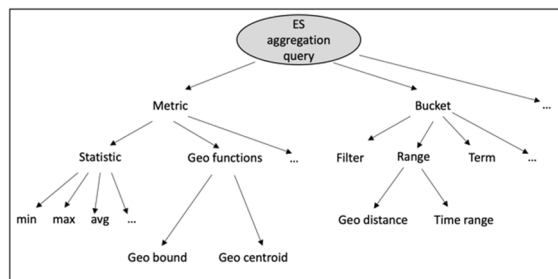 ES
aggregation
query
Metric
Bucket
...
Statistic
Geo functions
...
Filter
Range
Term
...
min
max
avg
...
Geo distance
Time range
Geo bound
Geo centroid